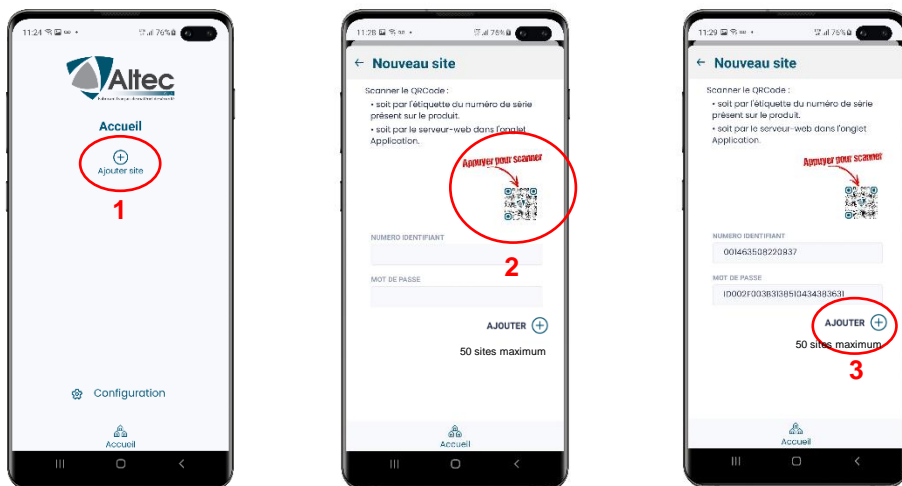 11:24
76%
Altec
Accueil
Ajouter site
1
Configuration
Accueil
11:28
76%
← Nouveau site
Scanner le QRCode :
• soit par l'étiquette du numéro de série
présent sur le produit.
• soit par le serveur-web dans l'onglet
Application.
Appuyer pour scanner
NUMERO IDENTIFIANT
2
MOT DE PASSE
AJOUTER
50 sites maximum
Accueil
11:29
76%
← Nouveau site
Scanner le QRCode :
• soit par l'étiquette du numéro de série
présent sur le produit.
• soit par le serveur-web dans l'onglet
Application.
Appuyer pour scanner
NUMERO IDENTIFIANT
001463508220937
MOT DE PASSE
1D002F003B3138510434383631
AJOUTER
50 sites maximum
3
Accueil